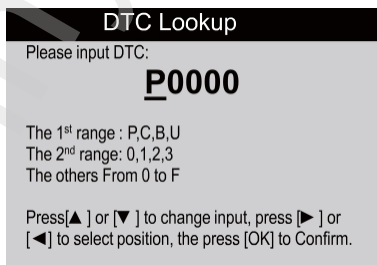 DTC Lookup
Please input DTC:
P0000
The 1st range : P,C,B,U
The 2nd range: 0,1,2,3
The others From 0 to F
Press[▲ ] or [▼ ] to change input, press [▶ ] or
[ ◀] to select position, the press [OK] to Confirm.